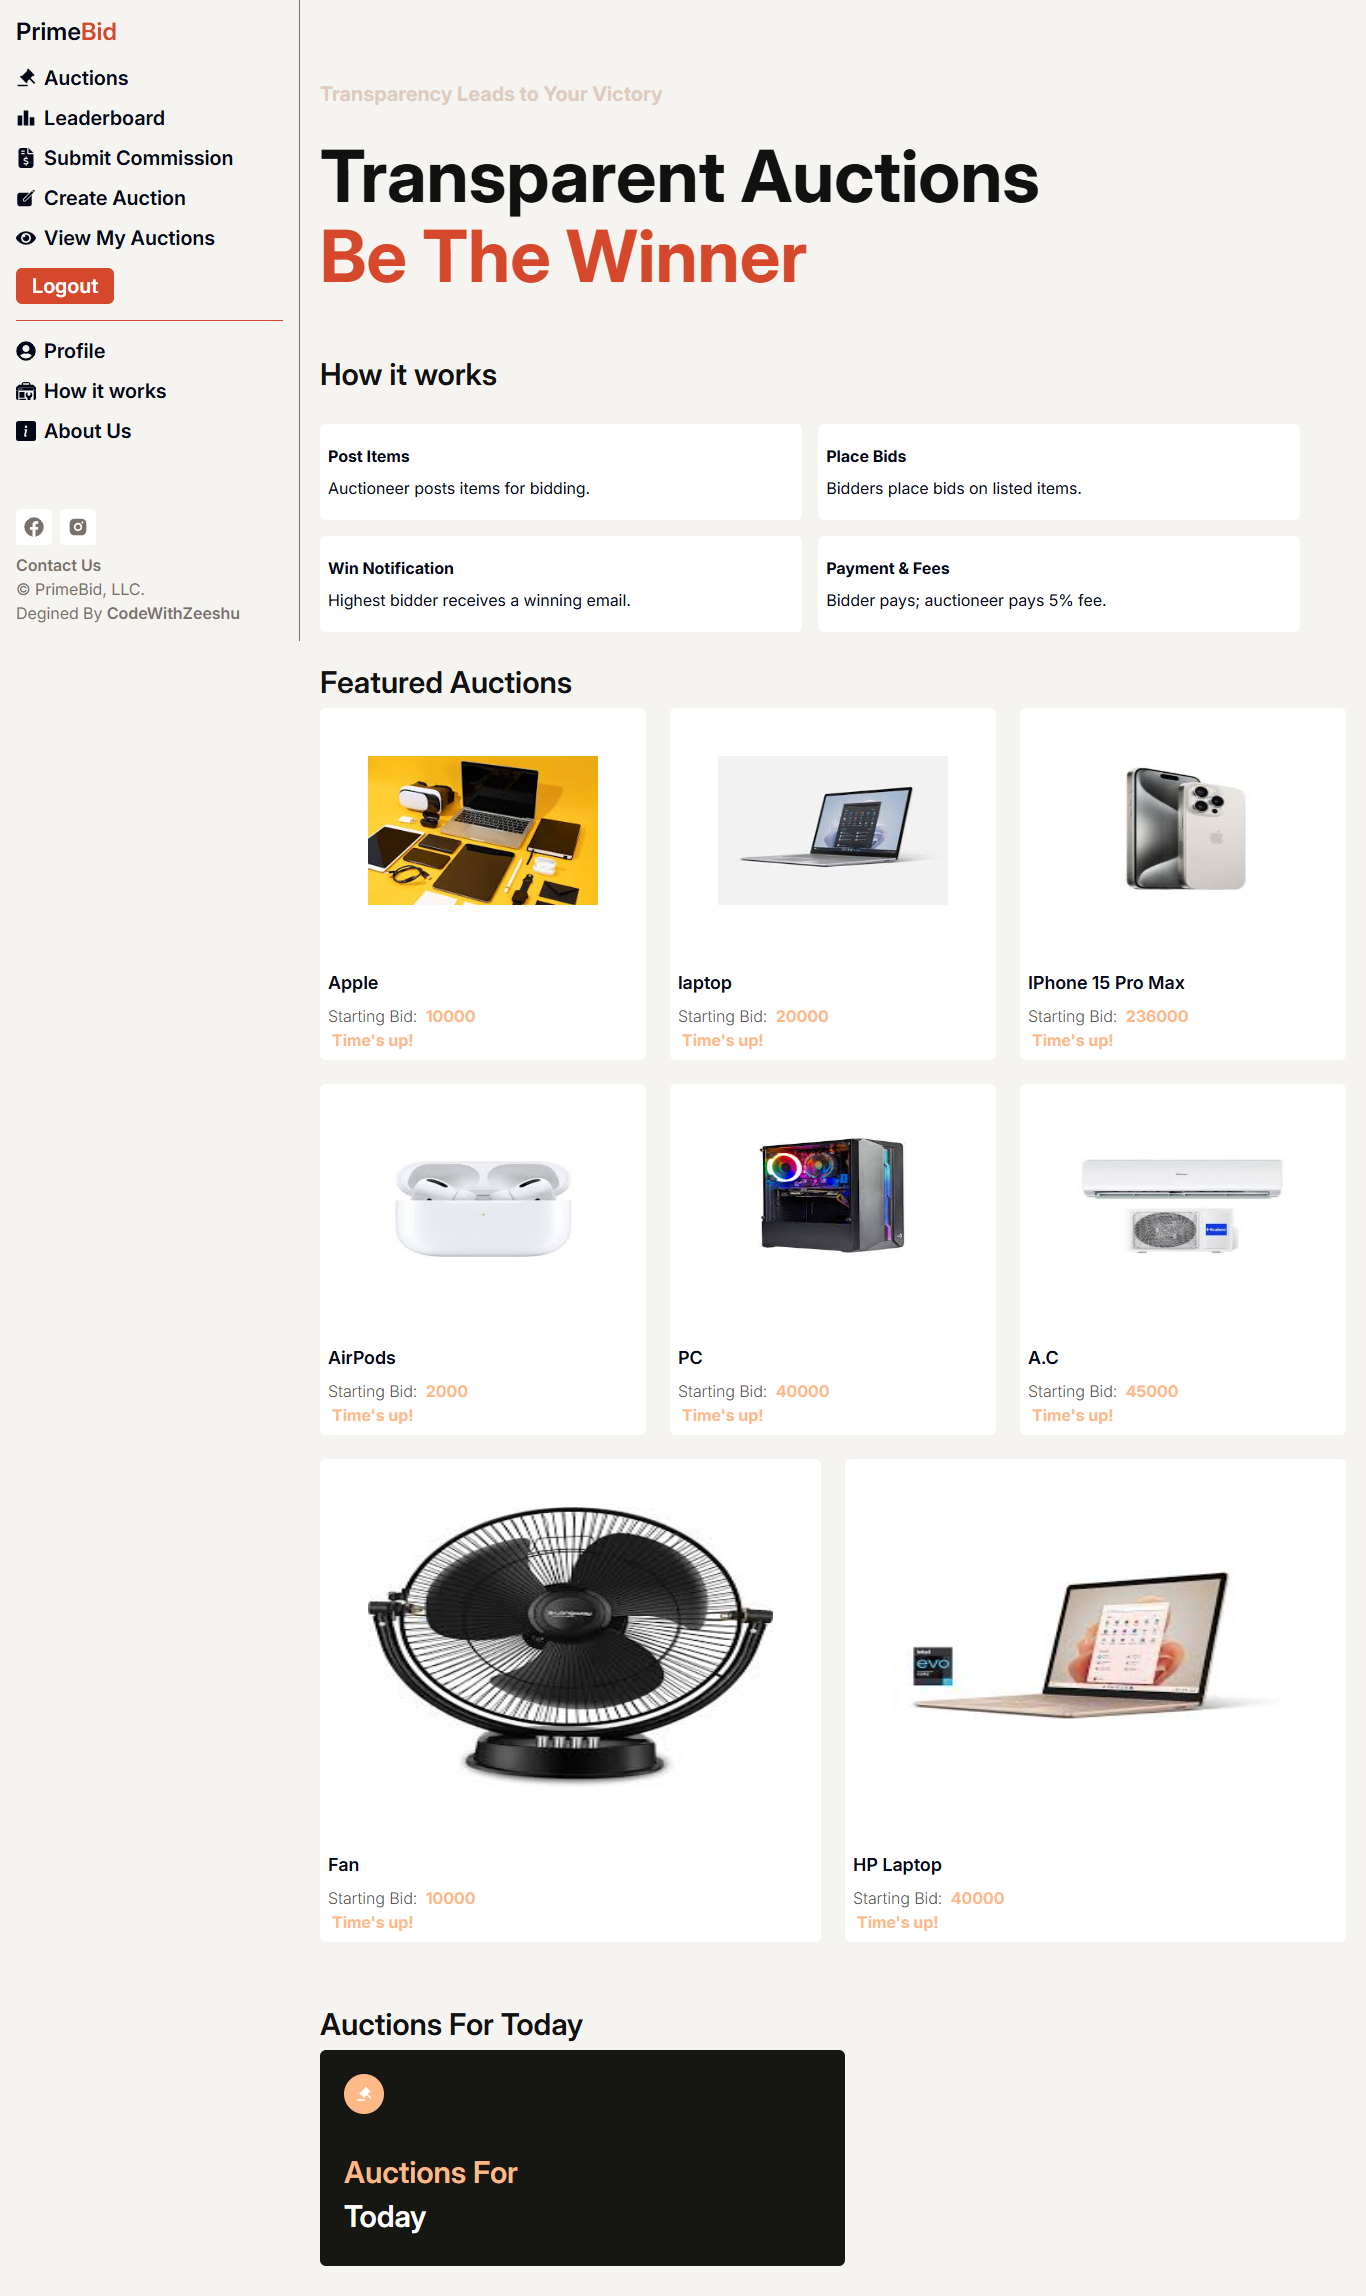 PrimeBid
Auctions
Leaderboard
Submit Commission
Create Auction
View My Auctions
Logout
Profile
How it works
About Us
Contact Us
© PrimeBid, LLC.
Degined By CodeWithZeeshu
Transparency Leads to Your Victory
Transparent Auctions
Be The Winner
How it works
Post Items
Auctioneer posts items for bidding.
Place Bids
Bidders place bids on listed items.
Win Notification
Highest bidder receives a winning email.
Payment & Fees
Bidder pays; auctioneer pays 5% fee.
Featured Auctions
Apple
Starting Bid: 10000
Time's up!
laptop
Starting Bid: 20000
Time's up!
IPhone 15 Pro Max
Starting Bid: 236000
Time's up!
AirPods
Starting Bid: 2000
Time's up!
PC
Starting Bid: 40000
Time's up!
A.C
Starting Bid: 45000
Time's up!
Fan
Starting Bid: 10000
Time's up!
intel
evo
HP Laptop
Starting Bid: 40000
Time's up!
Auctions For Today
Auctions For
Today